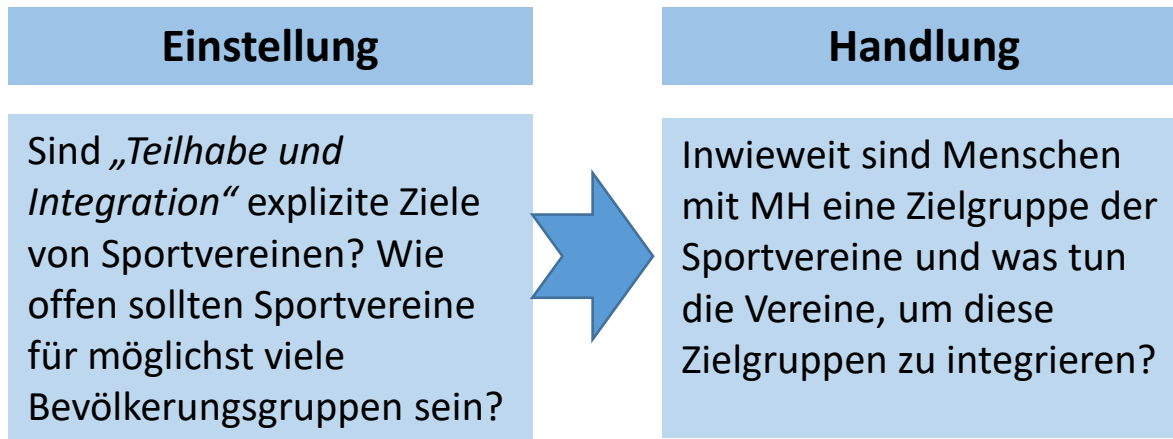 Einstellung
Sind „Teilhabe und
Integration“ explizite Ziele
von Sportvereinen? Wie
offen sollten Sportvereine
für möglichst viele
Bevölkerungsgruppen sein?
Handlung
Inwieweit sind Menschen
mit MH eine Zielgruppe der
Sportvereine und was tun
die Vereine, um diese
Zielgruppen zu integrieren?